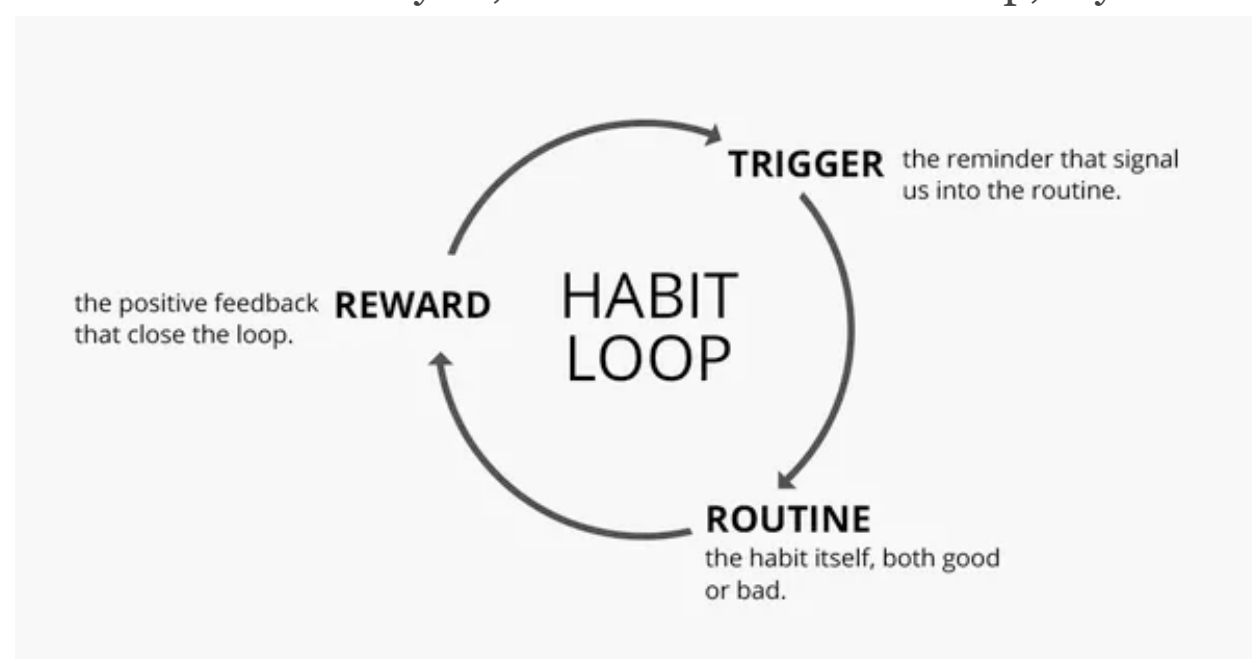 TRIGGER
the reminder that signal
us into the routine.
HABIT
LOOP
the positive feedback
that close the loop.
REWARD
ROUTINE
the habit itself, both good
or bad.